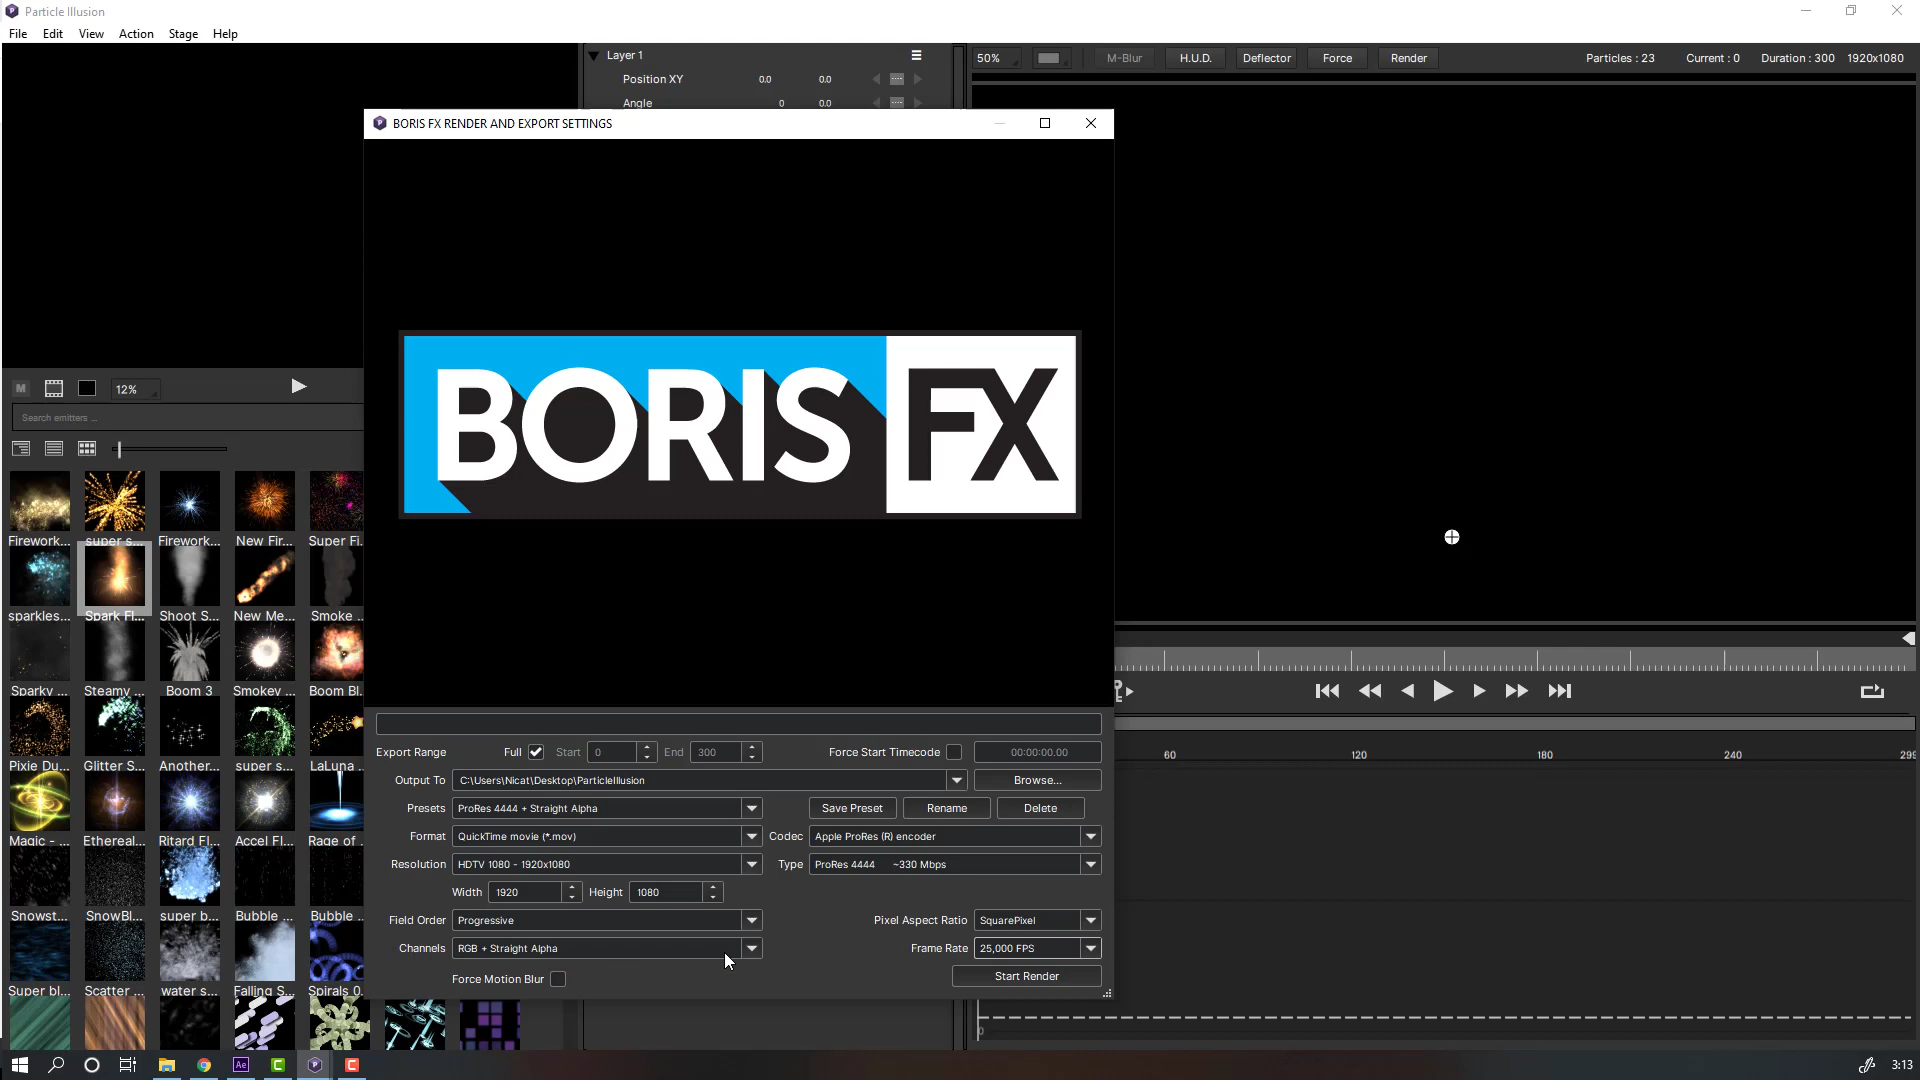 Particle Illusion
File Edit View Action Stage Help
Layer 1
Position XY 0.0 0.0
Angle 0 0.0
50% M-Blur H.U.D. Deflector Force Render Particles : 23 Current : 0 Duration : 300 1920x1080
BORIS FX RENDER AND EXPORT SETTINGS
BORIS FX
M 12%
Search emitters ...
Firework... super s... Firework... New Fir... Super Fi...
sparkles... Spark Fl... Shoot S... New Me... Smoke ...
Sparky ... Steamy ... Boom 3 Smokey ... Boom Bl...
Pixie Du... Glitter S... Another... super s... LaLuna ...
Magic - ... Ethereal... Ritard Fl... Accel Fl... Rage of ...
Snowst... SnowBl... super b... Bubble ... Bubble ...
Super bl... Scatter ... water s... Falling S... Spirals 0...
Export Range Full Start 0 End 300 Force Start Timecode 00:00:00.00
Output To C:\Users\Nicat\Desktop\ParticleIllusion Browse...
Presets ProRes 4444 + Straight Alpha Save Preset Rename Delete
Format QuickTime movie (*.mov) Codec Apple ProRes (R) encoder
Resolution HDTV 1080 - 1920x1080 Type ProRes 4444 ~330 Mbps
Width 1920 Height 1080
Field Order Progressive Pixel Aspect Ratio SquarePixel
Channels RGB + Straight Alpha Frame Rate 25,000 FPS
Force Motion Blur Start Render
60 120 180 240 299
0
Ae C P C 3:13